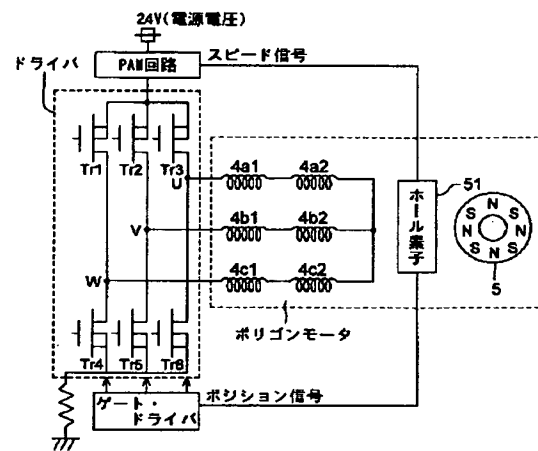 24V(電源電圧)
ドライバ
PAM回路
スピード信号
Tr1
Tr2
Tr3
U
V
W
4a1
4a2
4b1
4b2
4c1
4c2
ホール素子
51
S
N
S
N
S
N
S
N
5
ポリゴンモータ
Tr4
Tr5
Tr6
ゲート・
ドライバ
ポジション信号